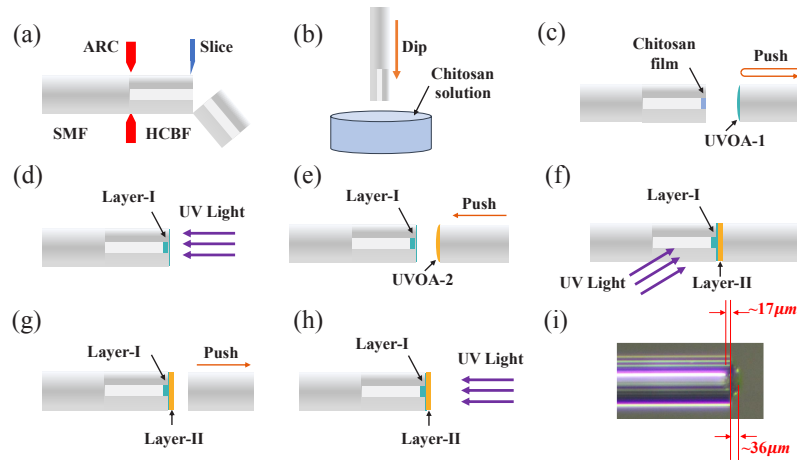 (a)
ARC
Slice
SMF
HCBF
(b)
Dip
Chitosan
solution
(c)
Chitosan
film
Push
UVOA-1
(d)
Layer-I
UV Light
(e)
Layer-I
Push
UVOA-2
(f)
Layer-I
UV Light
Layer-II
(g)
Layer-I
Push
Layer-II
(h)
Layer-I
UV Light
Layer-II
(i)
~17μm
~36μm